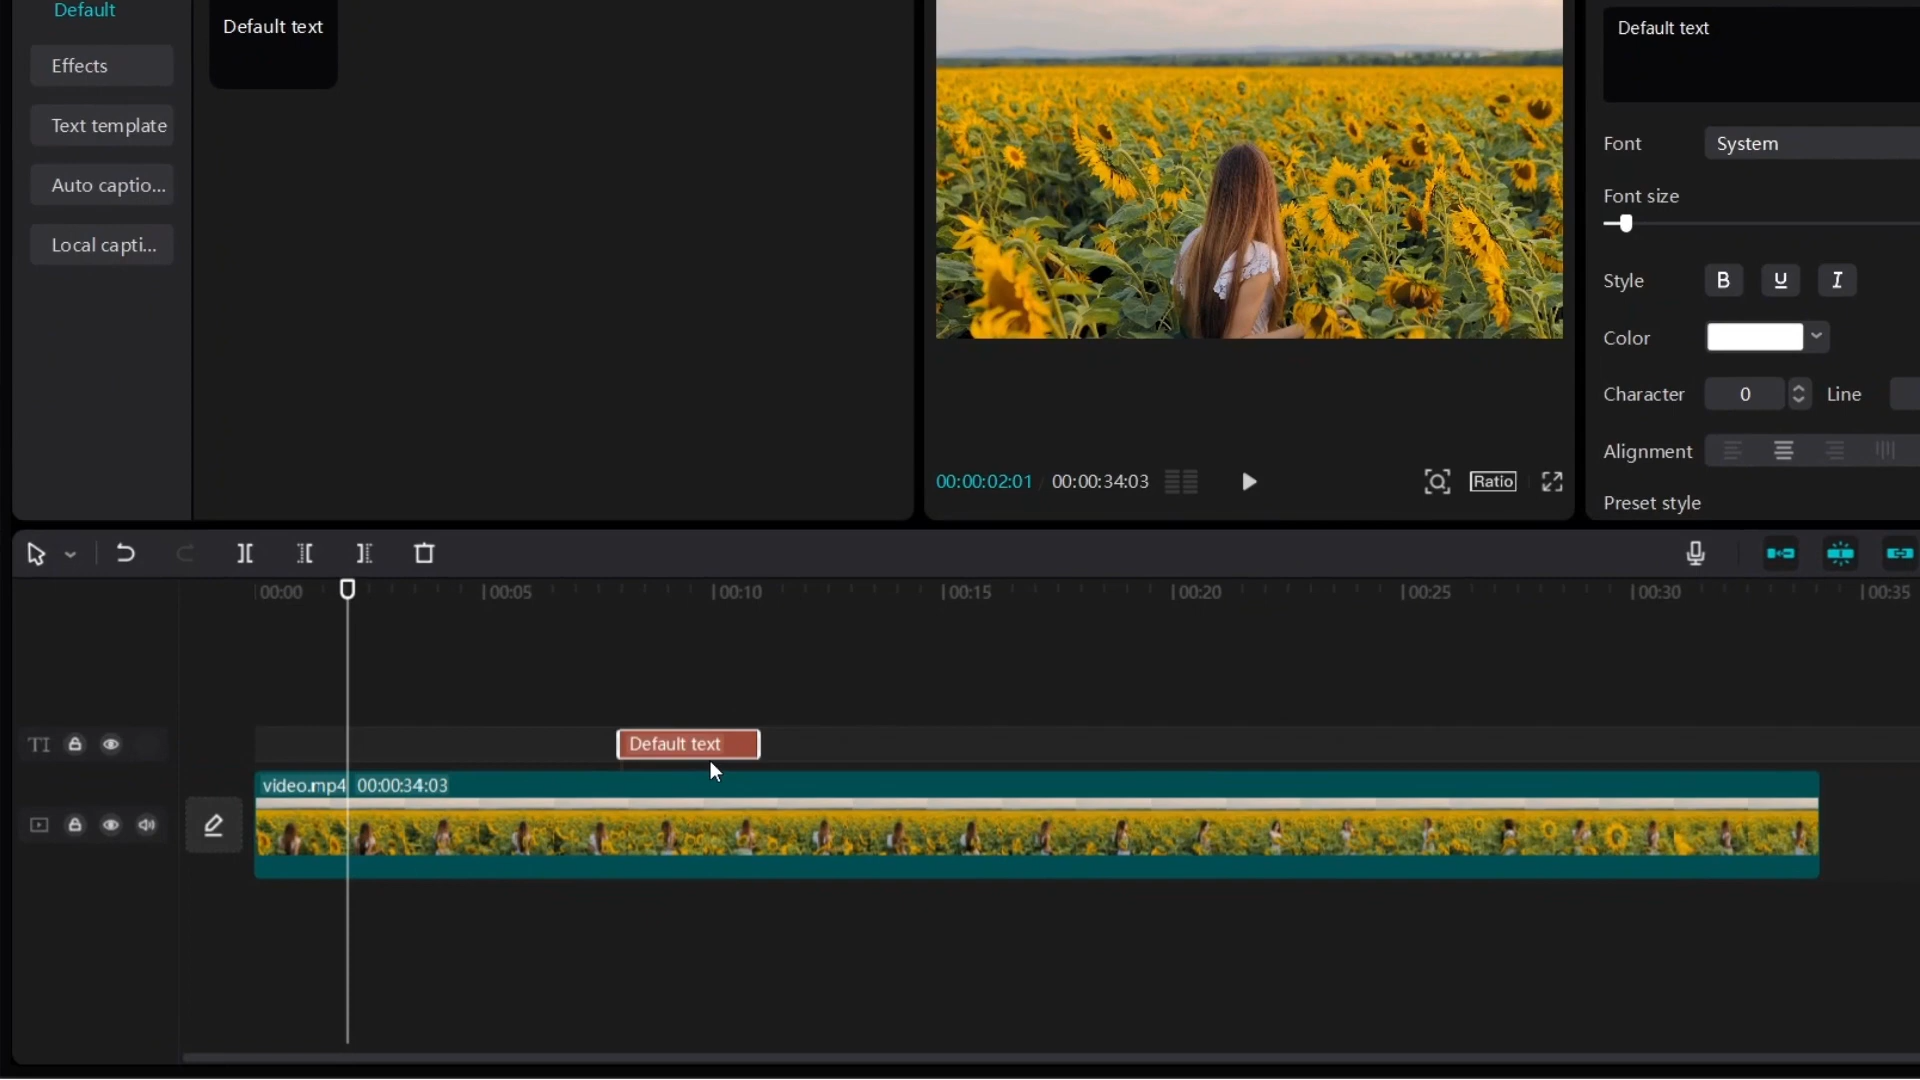 Default
Effects
Text template
Auto captio...
Local capti...
Default text
00:00:02:01 / 00:00:34:03
Ratio
Default text
Font System
Font size
Style B U I
Color
Character 0 Line
Alignment
Preset style
00:00 00:05 00:10 00:15 00:20 00:25 00:30 00:35
TI Default text
video.mp4 00:00:34:03